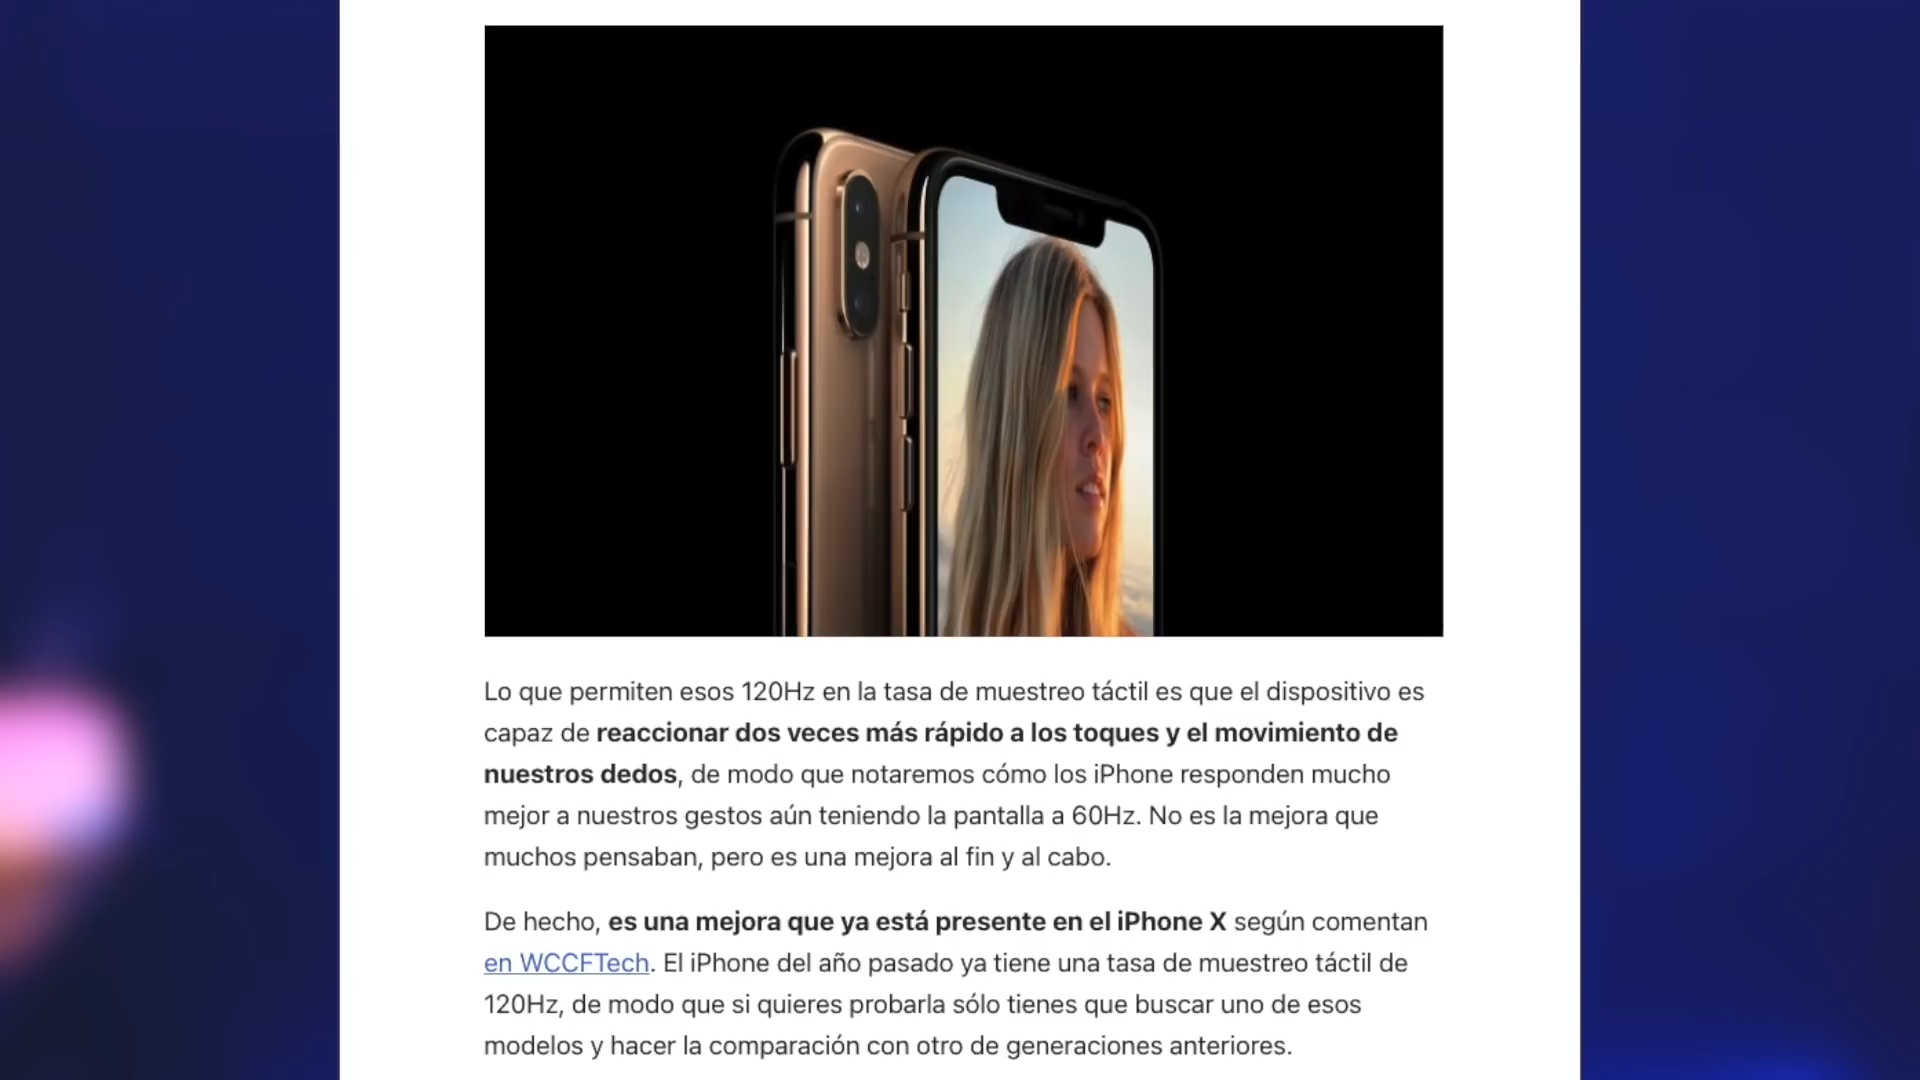 Lo que permiten esos 120Hz en la tasa de muestreo táctil es que el dispositivo es
capaz de reaccionar dos veces más rápido a los toques y el movimiento de
nuestros dedos, de modo que notaremos cómo los iPhone responden mucho
mejor a nuestros gestos aún teniendo la pantalla a 60Hz. No es la mejora que
muchos pensaban, pero es una mejora al fin y al cabo.
De hecho, es una mejora que ya está presente en el iPhone X según comentan
en WCCFTech. El iPhone del año pasado ya tiene una tasa de muestreo táctil de
120Hz, de modo que si quieres probarla sólo tienes que buscar uno de esos
modelos y hacer la comparación con otro de generaciones anteriores.